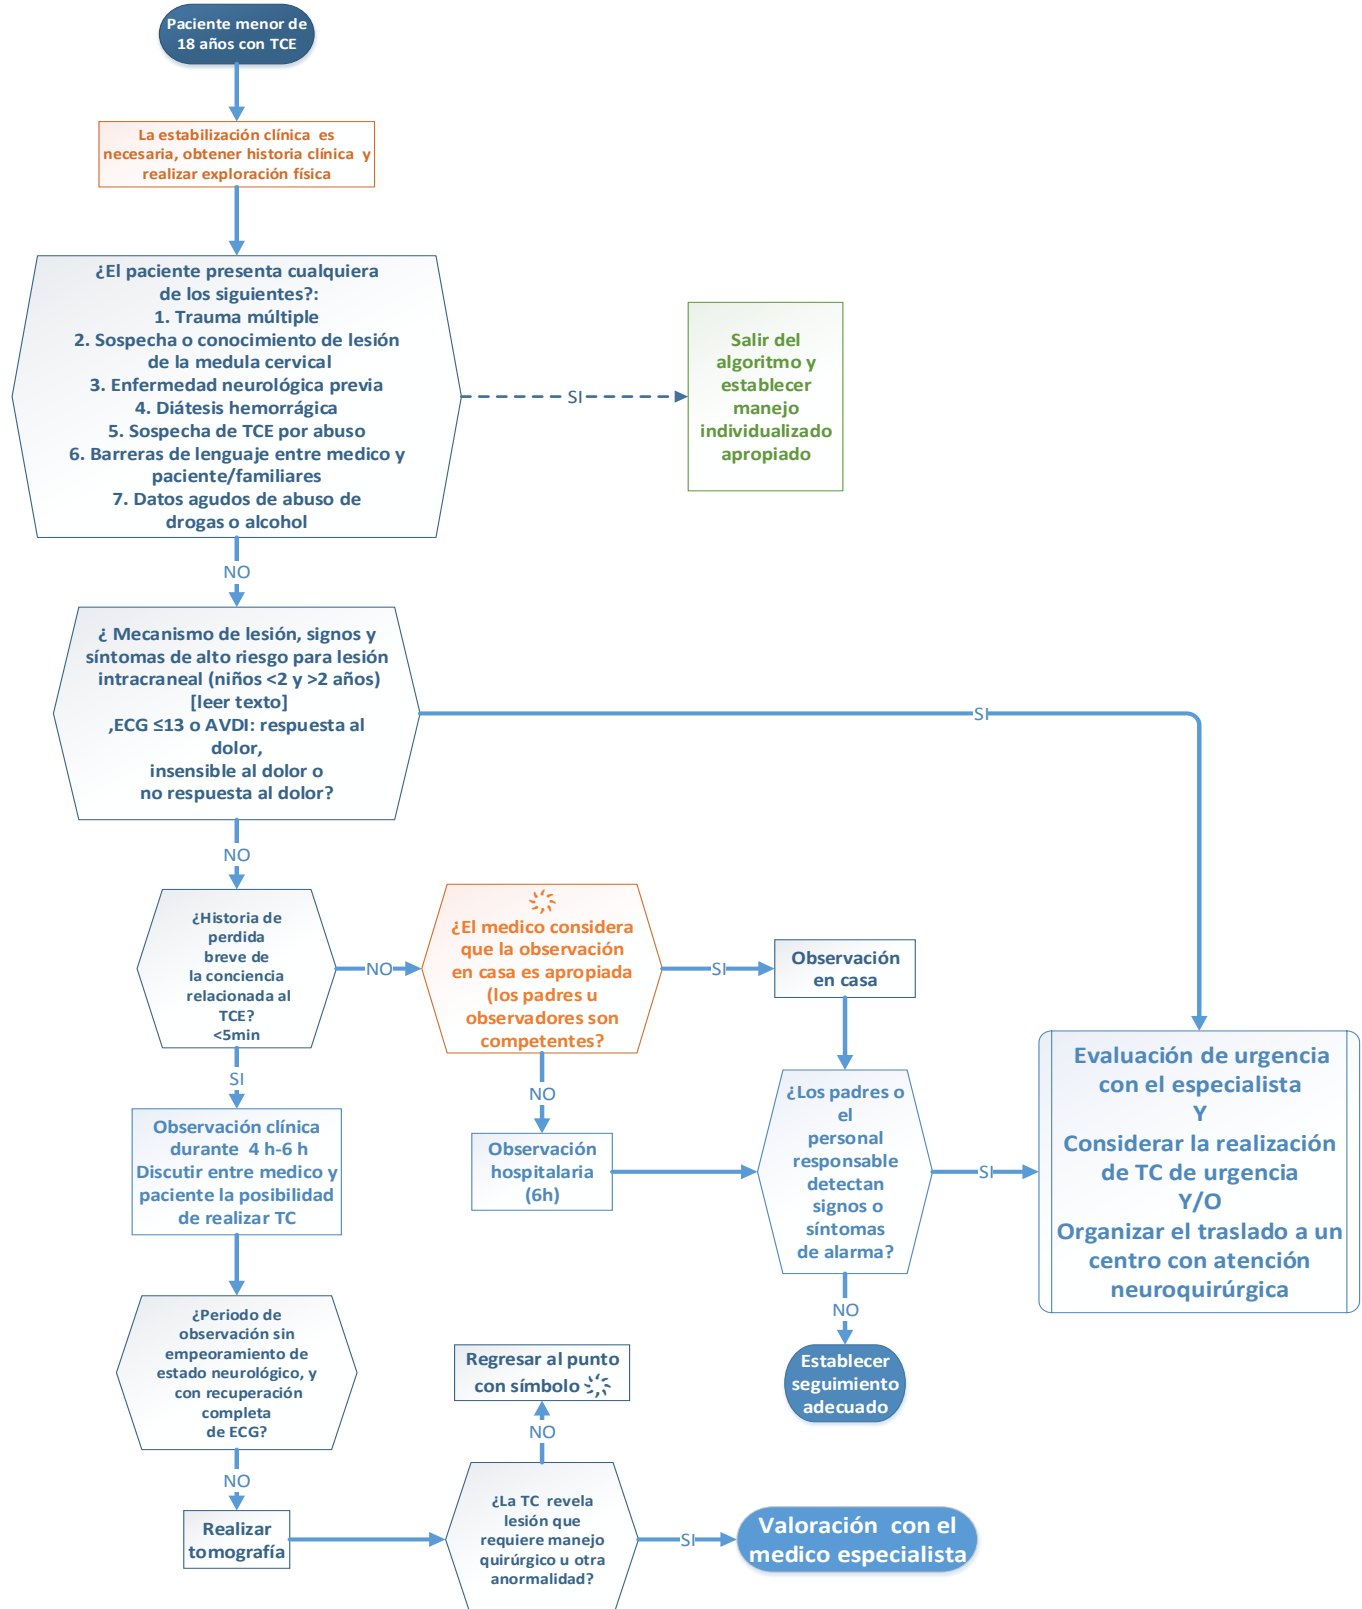 Paciente menor de
18 años con TCE
La estabilización clínica es
necesaria, obtener historia clínica y
realizar exploración física
¿El paciente presenta cualquiera
de los siguientes?:
1. Trauma múltiple
2. Sospecha o conocimiento de lesión
de la medula cervical
3. Enfermedad neurológica previa
4. Diátesis hemorrágica
5. Sospecha de TCE por abuso
6. Barreras de lenguaje entre medico y
paciente/familiares
7. Datos agudos de abuso de
drogas o alcohol
SI
Salir del
algoritmo y
establecer
manejo
individualizado
apropiado
NO
¿ Mecanismo de lesión, signos y
síntomas de alto riesgo para lesión
intracraneal (niños <2 y >2 años)
[leer texto]
,ECG ≤13 o AVDI: respuesta al
dolor,
insensible al dolor o
no respuesta al dolor?
SI
NO
¿Historia de
perdida
breve de
la conciencia
relacionada al
TCE?
<5min
NO
¿El medico considera
que la observación
en casa es apropiada
(los padres u
observadores son
competentes?
SI
Observación
en casa
SI
NO
Observación clínica
durante 4 h-6 h
Discutir entre medico y
paciente la posibilidad
de realizar TC
Observación
hospitalaria
(6h)
¿Los padres o
el
personal
responsable
detectan
signos o
síntomas
de alarma?
SI
Evaluación de urgencia
con el especialista
Y
Considerar la realización
de TC de urgencia
Y/O
Organizar el traslado a un
centro con atención
neuroquirúrgica
NO
Establecer
seguimiento
adecuado
¿Periodo de
observación sin
empeoramiento de
estado neurológico, y
con recuperación
completa
de ECG?
Regresar al punto
con símbolo
NO
NO
Realizar
tomografía
¿La TC revela
lesión que
requiere manejo
quirúrgico u otra
anormalidad?
SI
Valoración con el
medico especialista